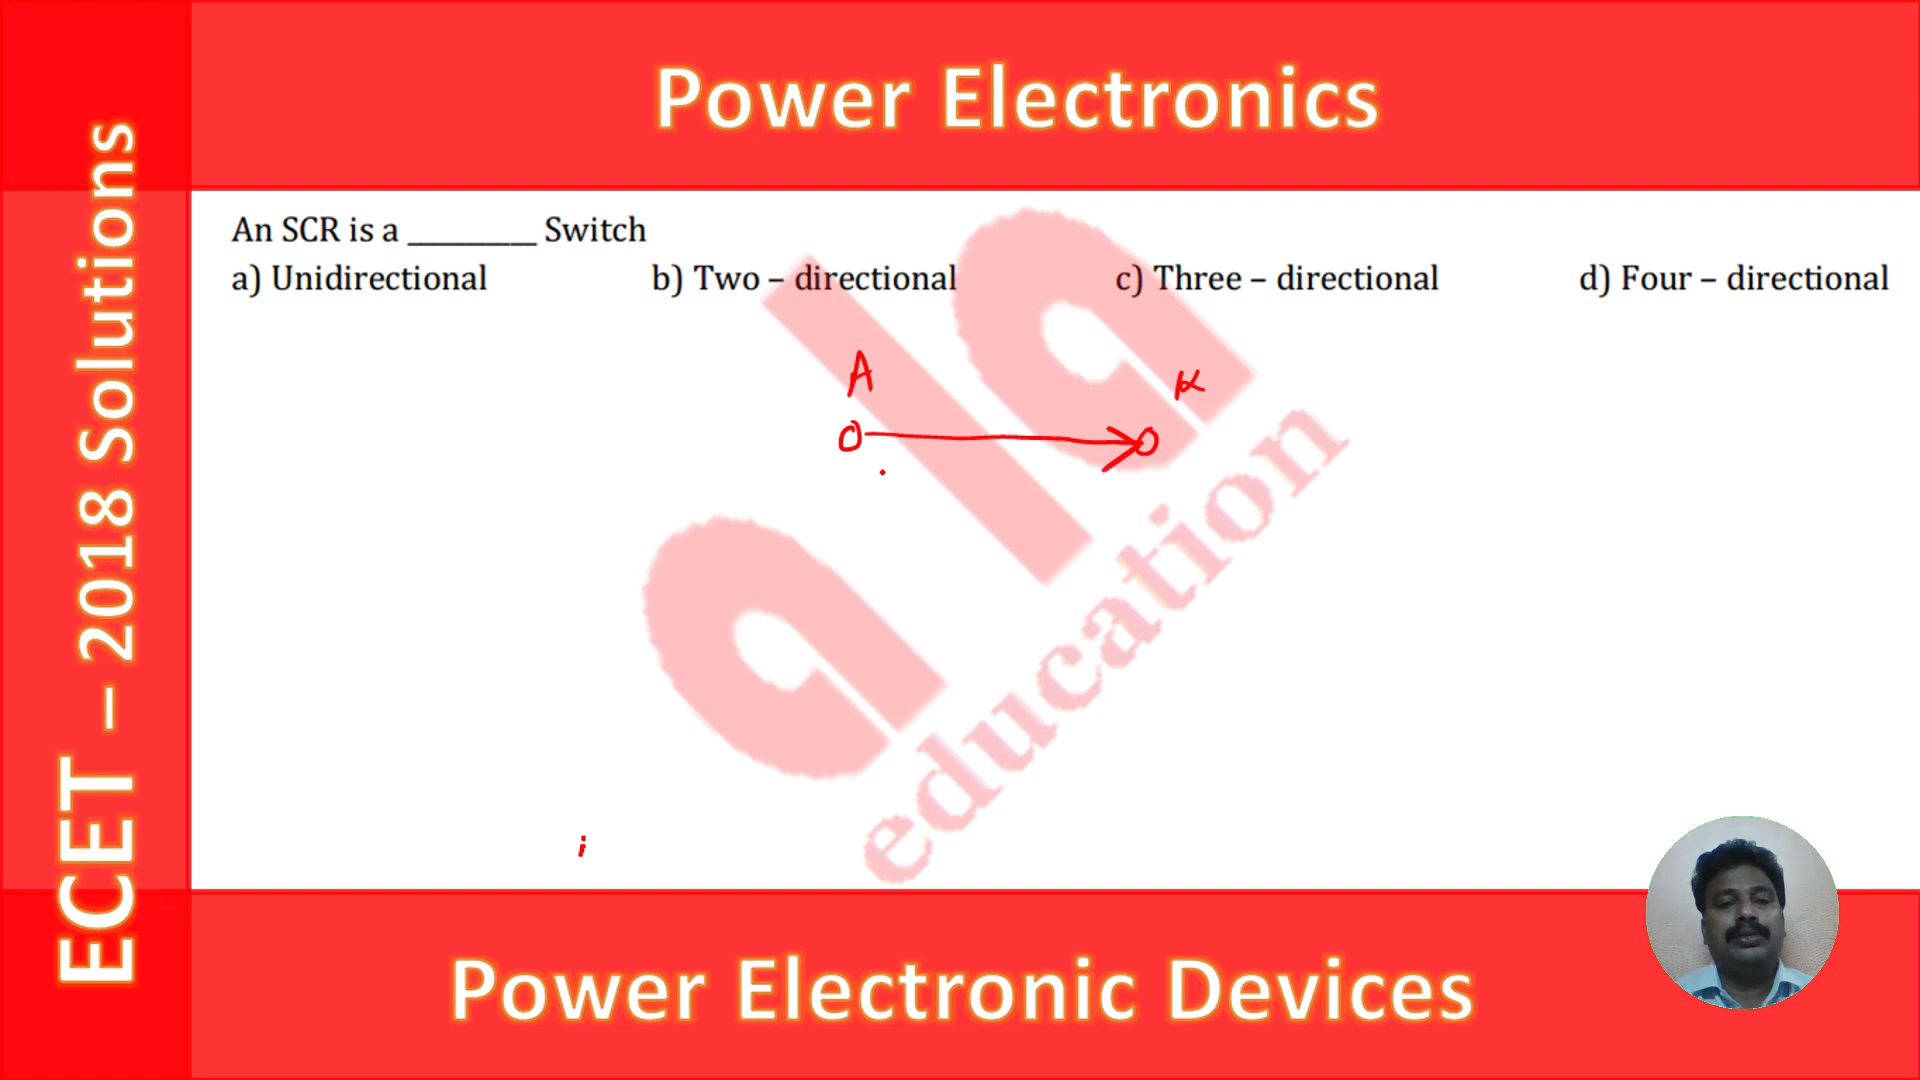 Power Electronics
ECET – 2018 Solutions
An SCR is a ________ Switch
a) Unidirectional b) Two – directional c) Three – directional d) Four – directional
A K
education
i
Power Electronic Devices